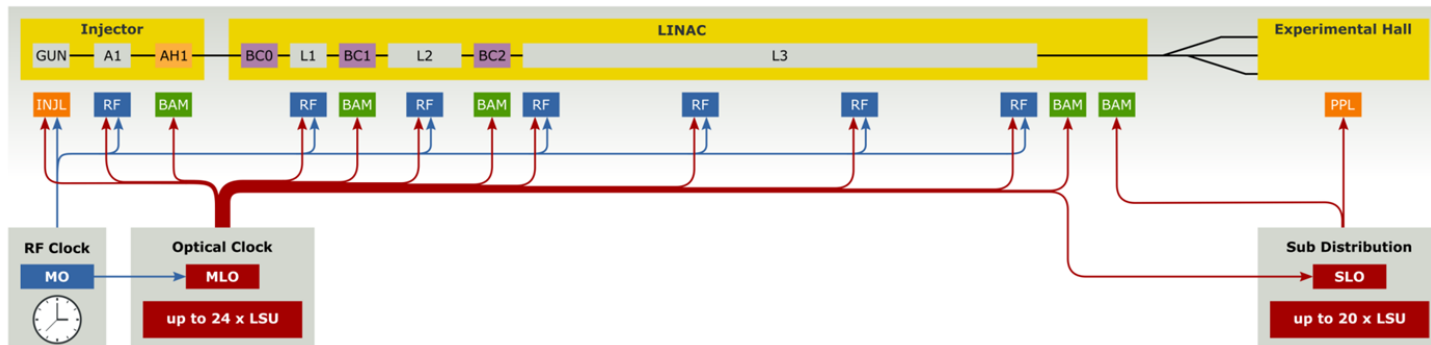 Injector LINAC Experimental Hall
GUN A1 AH1 BC0 L1 BC1 L2 BC2 L3
INJL RF BAM RF BAM RF BAM RF RF RF RF BAM BAM PPL
RF Clock Optical Clock Sub Distribution
MO MLO SLO
up to 24 x LSU up to 20 x LSU